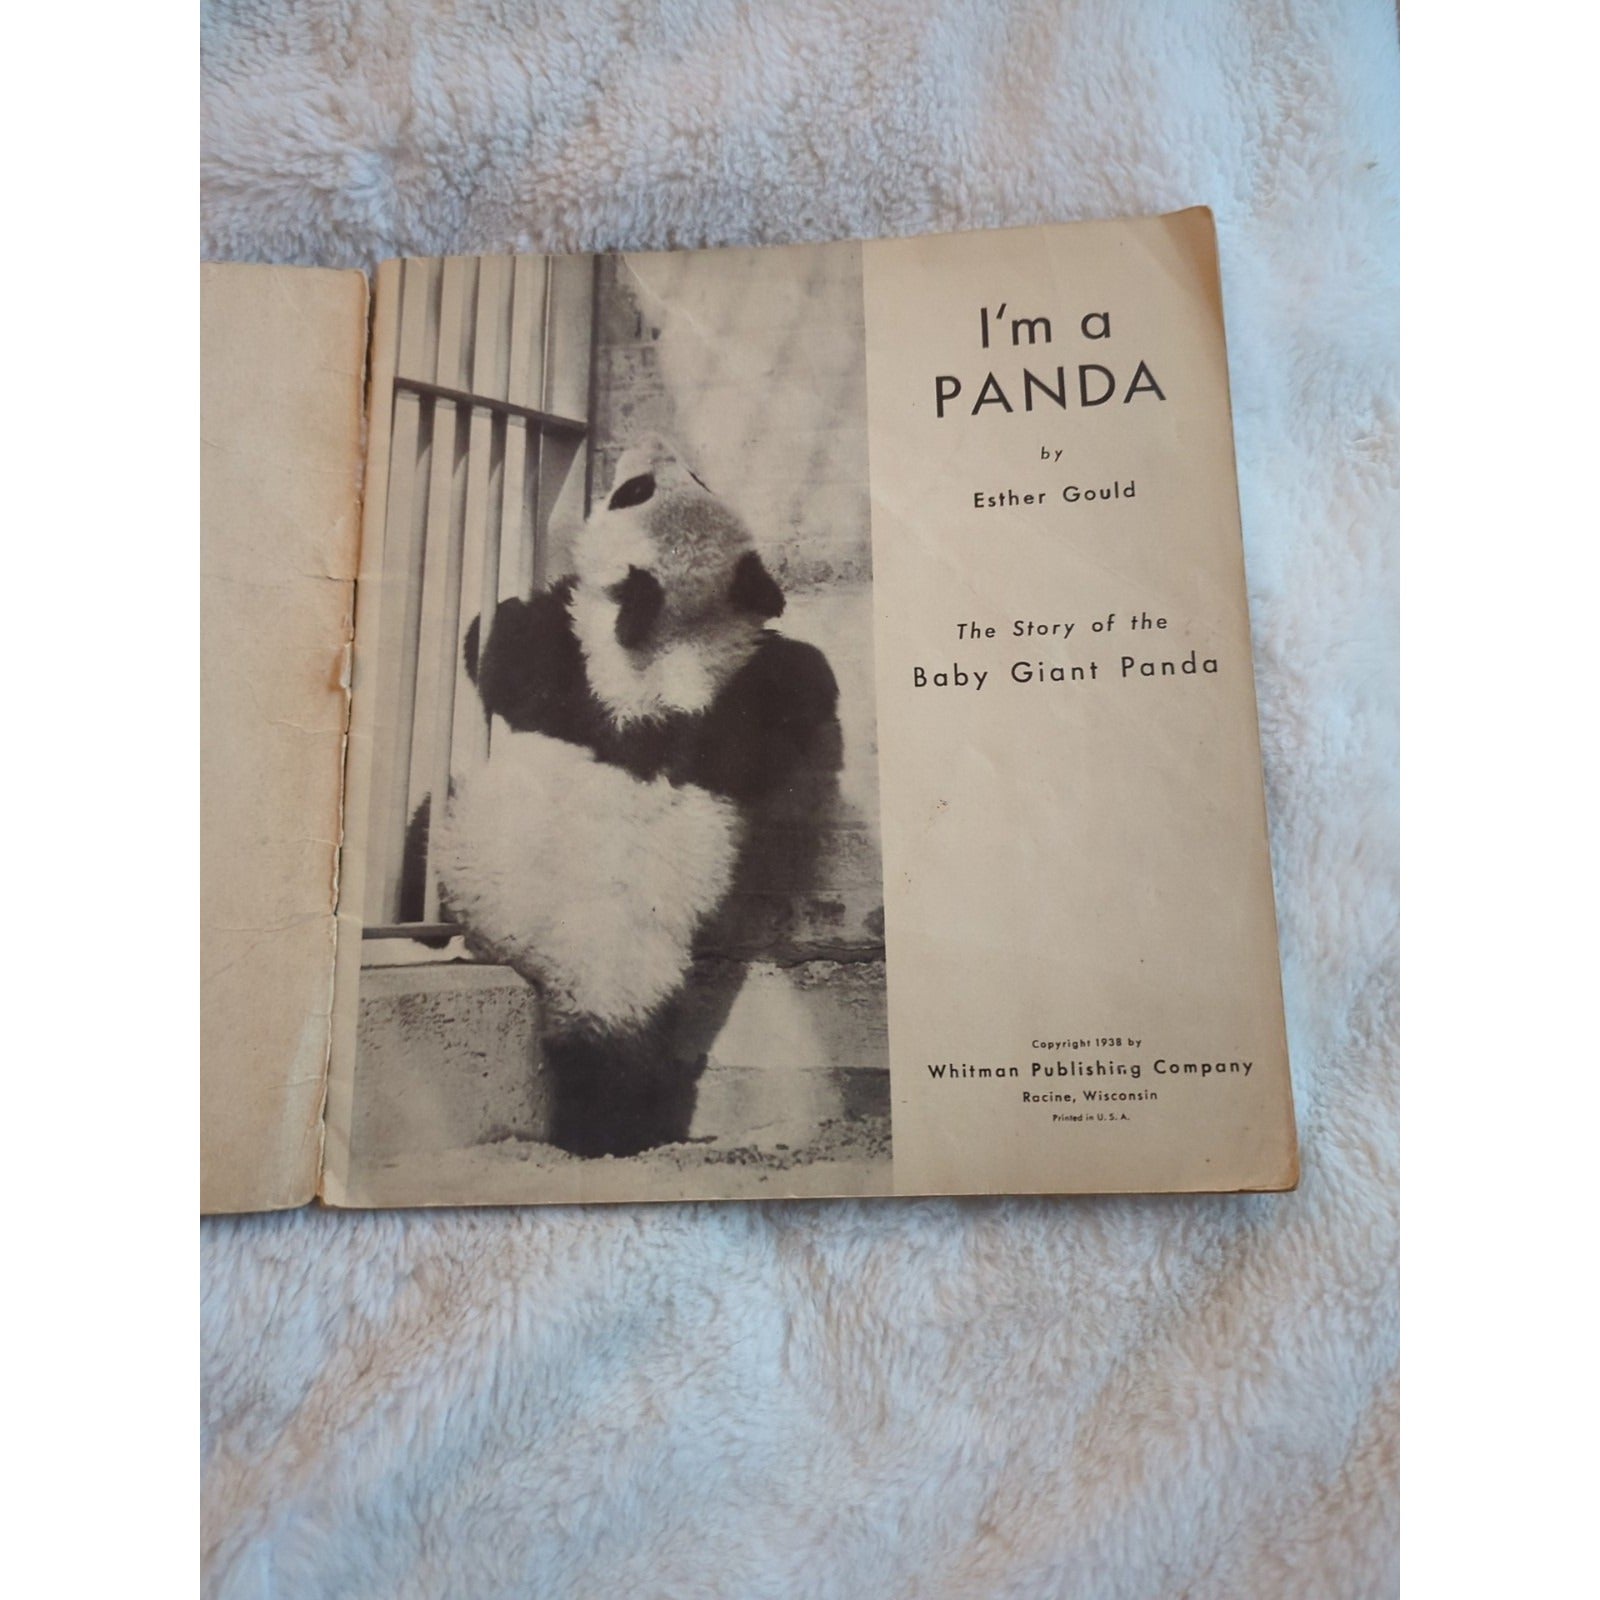 I'm a
PANDA
by
Esther Gould
The Story of the
Baby Giant Panda
Copyright 1938 by
Whitman Publishing Company
Racine, Wisconsin
Printed in U. S. A.